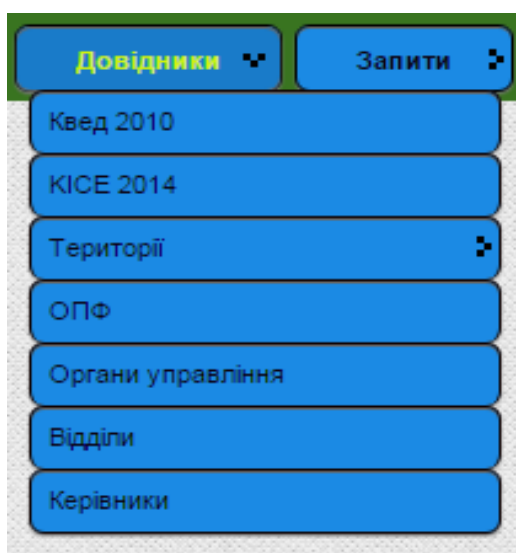 Довідники
Запити
Квед 2010
КІСЕ 2014
Території
ОПФ
Органи управління
Відділи
Керівники